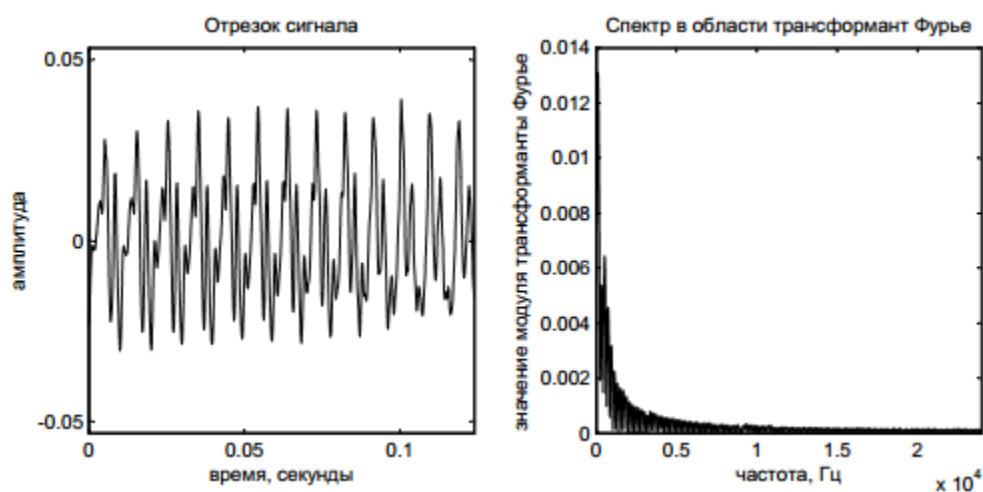 Отрезок сигнала
0.05
0
-0.05
амплитуда
0
0.05
0.1
время, секунды
Спектр в области трансформант Фурье
0.014
0.012
0.01
0.008
0.006
0.004
0.002
0
значение модуля трансформанты Фурье
0
0.5
1
1.5
2
x 10⁴
частота, Гц